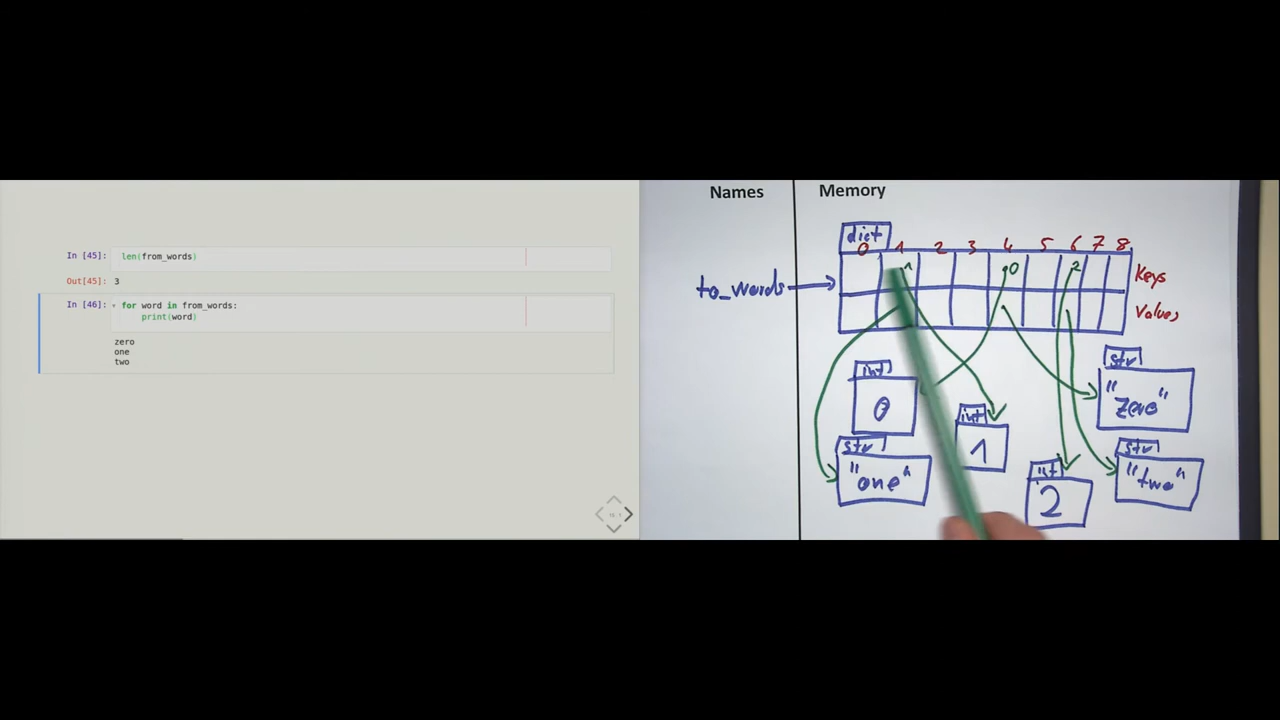 In [45]: len(from_words)
Out[45]: 3
In [46]: for word in from_words:
print(word)
zero
one
two
Names Memory
dict
0 1 2 3 4 5 6 7 8
1 0 2 Keys
to_words
Values
int
0
str
"one"
int
1
int
2
str
"zero"
str
"two"